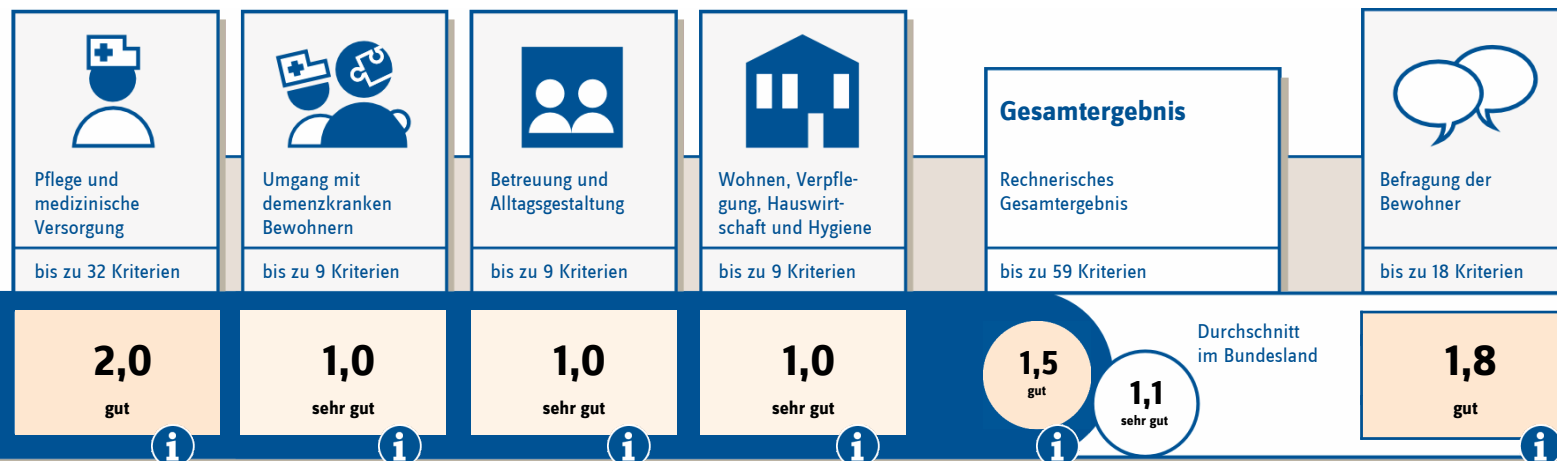 Pflege und
medizinische
Versorgung
bis zu 32 Kriterien
2,0
gut
Umgang mit
demenzkranken
Bewohnern
bis zu 9 Kriterien
1,0
sehr gut
Betreuung und
Alltagsgestaltung
bis zu 9 Kriterien
1,0
sehr gut
Wohnen, Verpfle-
gung, Hauswirt-
schaft und Hygiene
bis zu 9 Kriterien
1,0
sehr gut
Gesamtergebnis
Rechnerisches
Gesamtergebnis
bis zu 59 Kriterien
1,5
gut
1,1
sehr gut
Durchschnitt
im Bundesland
Befragung der
Bewohner
bis zu 18 Kriterien
1,8
gut
i
i
i
i
i
i